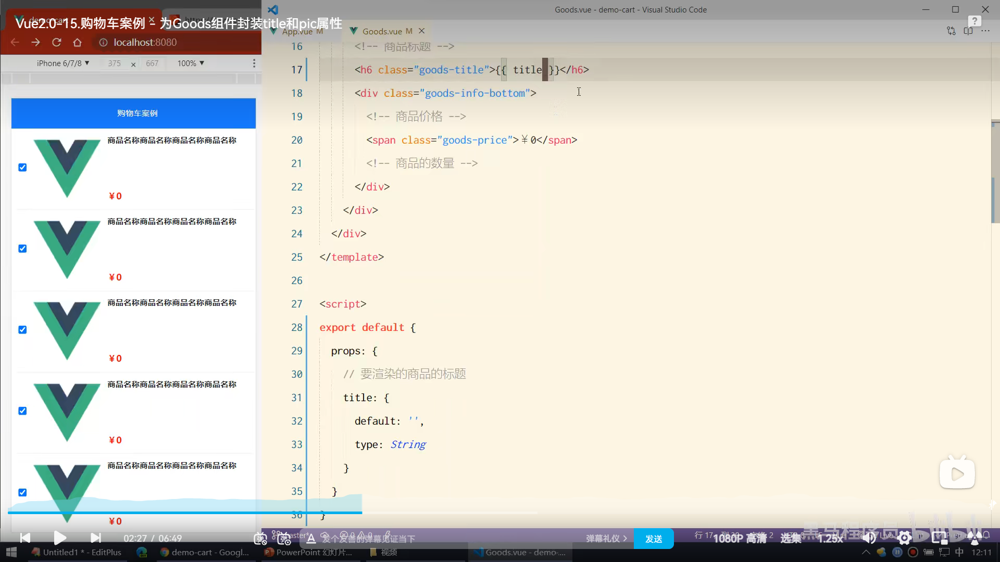 Goods.vue - demo-cart - Visual Studio Code
Vue2.0-15.购物车案例 - 为Goods组件封装title和pic属性
App.vue M
Goods.vue M
localhost:8080
iPhone 6/7/8 ▼ 375 × 667 100% ▼
购物车案例
商品名称商品名称商品名称商品名称
¥0
商品名称商品名称商品名称商品名称
¥0
商品名称商品名称商品名称商品名称
¥0
商品名称商品名称商品名称商品名称
¥0
商品名称商品名称商品名称商品名称
¥0
16 <!-- 商品标题 -->
17 <h6 class="goods-title">{{ title }}</h6>
18 <div class="goods-info-bottom">
19 <!-- 商品价格 -->
20 <span class="goods-price">¥0</span>
21 <!-- 商品的数量 -->
22 </div>
23 </div>
24 </div>
25 </template>
26
27 <script>
28 export default {
29 props: {
30 // 要渲染的商品的标题
31 title: {
32 default: '',
33 type: String
34 }
35 }
36 }
02:27 / 06:49
发个友善的弹幕见证当下
弹幕礼仪 >
发送
1080P 高清
选集
1.25x
黑马程序员
bilibili
Untitled1 * - EditPlus
demo-cart - Googl...
PowerPoint 幻灯片...
视频
Goods.vue - demo-...
中
12:11